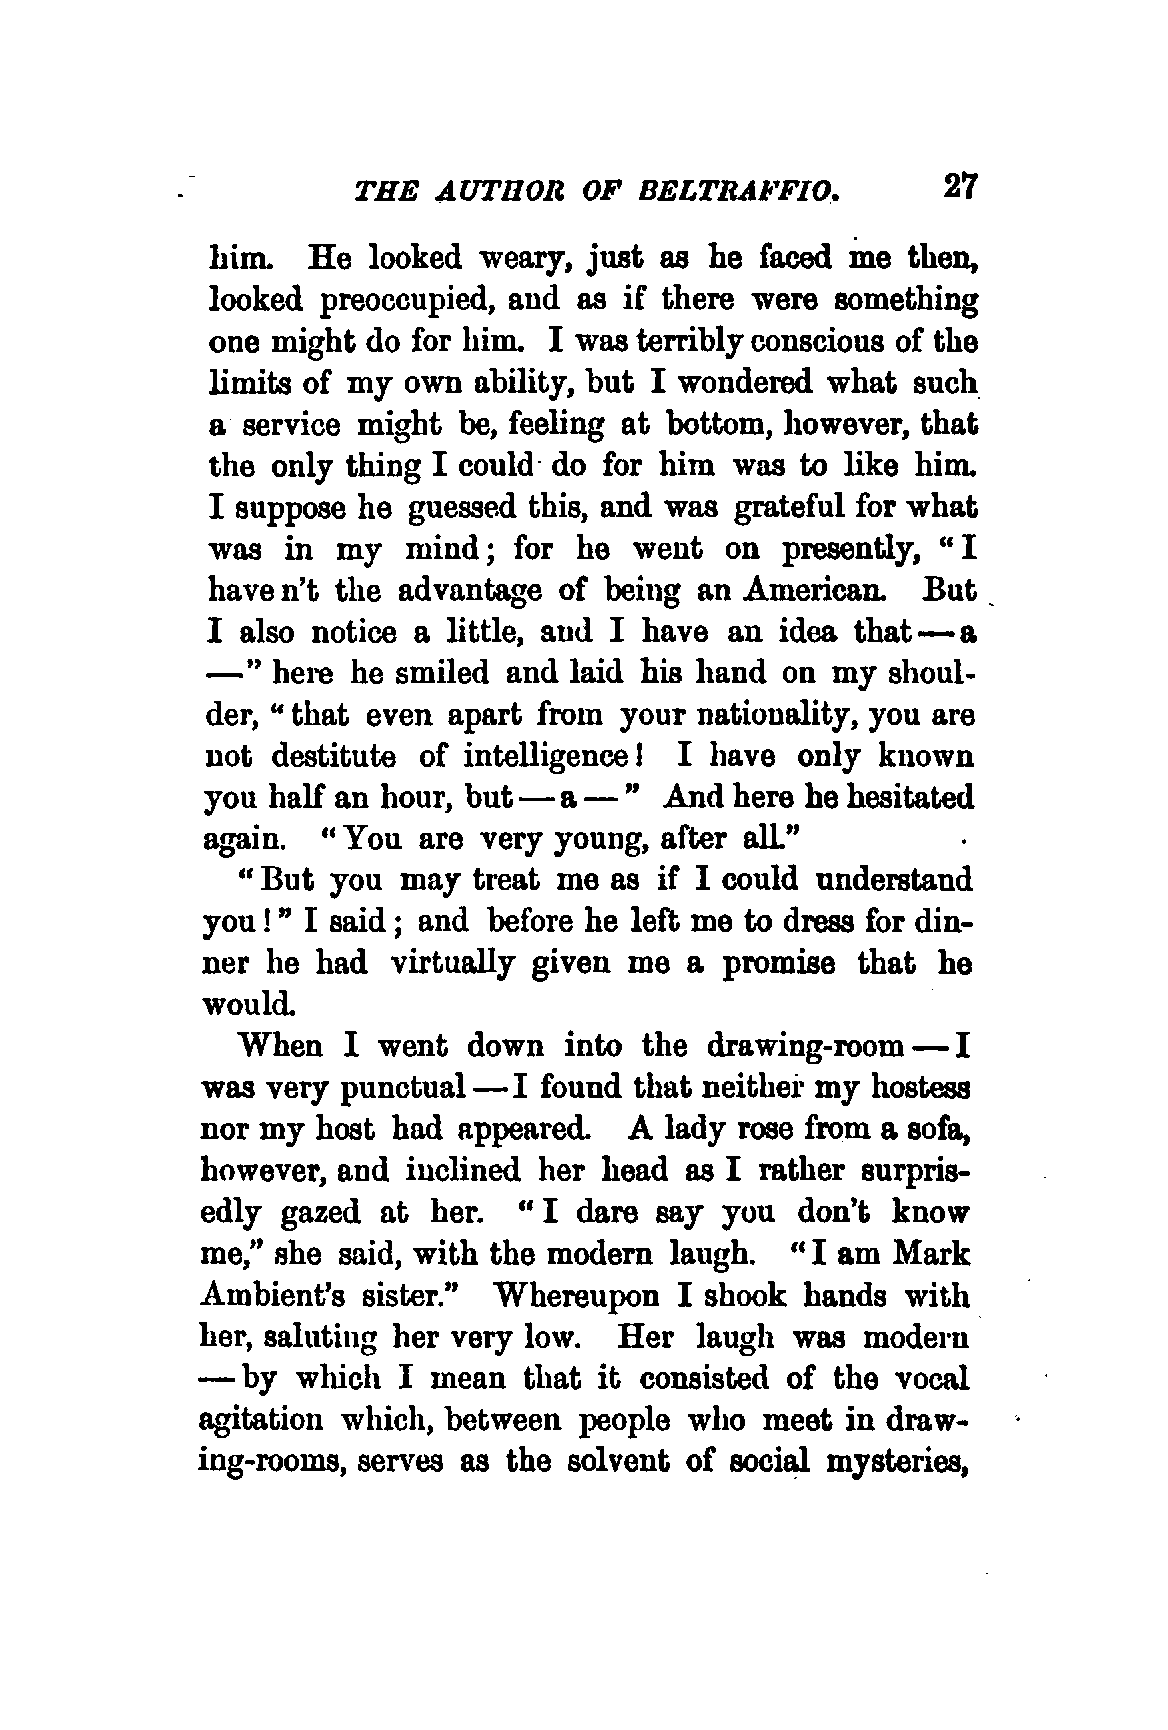 THE AUTHOR OF BELTRAFFIO. 27
him. He looked weary, just as he faced me then,
looked preoccupied, and as if there were something
one might do for him. I was terribly conscious of the
limits of my own ability, but I wondered what such
a service might be, feeling at bottom, however, that
the only thing I could do for him was to like him.
I suppose he guessed this, and was grateful for what
was in my mind; for he went on presently, "I
have n't the advantage of being an American. But
I also notice a little, and I have an idea that — a
—" here he smiled and laid his hand on my shoul-
der, "that even apart from your nationality, you are
not destitute of intelligence! I have only known
you half an hour, but — a — " And here he hesitated
again. "You are very young, after all."
"But you may treat me as if I could understand
you!" I said; and before he left me to dress for din-
ner he had virtually given me a promise that he
would.
When I went down into the drawing-room — I
was very punctual — I found that neither my hostess
nor my host had appeared. A lady rose from a sofa,
however, and inclined her head as I rather surpris-
edly gazed at her. "I dare say you don't know
me," she said, with the modern laugh. "I am Mark
Ambient's sister." Whereupon I shook hands with
her, saluting her very low. Her laugh was modern
— by which I mean that it consisted of the vocal
agitation which, between people who meet in draw-
ing-rooms, serves as the solvent of social mysteries,